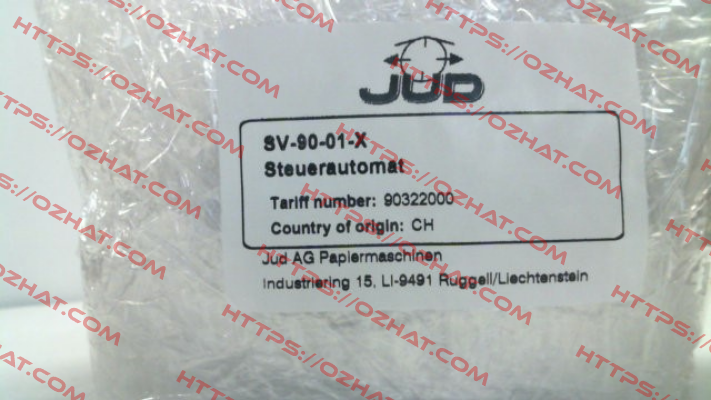 JUD
SV-90-01-X
Steuerautomat
Tariff number: 90322000
Country of origin: CH
Jud AG Papiermaschinen
Industriering 15, LI-9491 Ruggell/Liechtenstein
HTTPS://OZHAT.COM